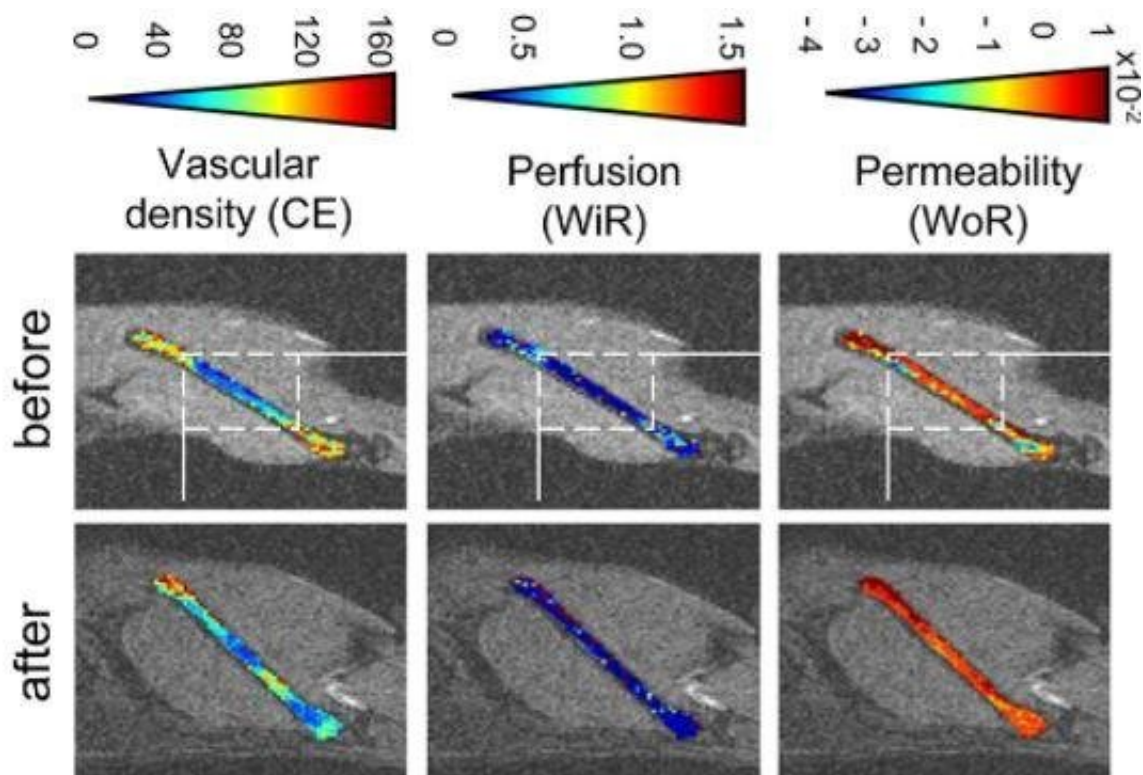 0 40 80 120 160
0 0.5 1.0 1.5
-4 -3 -2 -1 0 1
x10-2
Vascular
density (CE)
Perfusion
(WiR)
Permeability
(WoR)
before
after